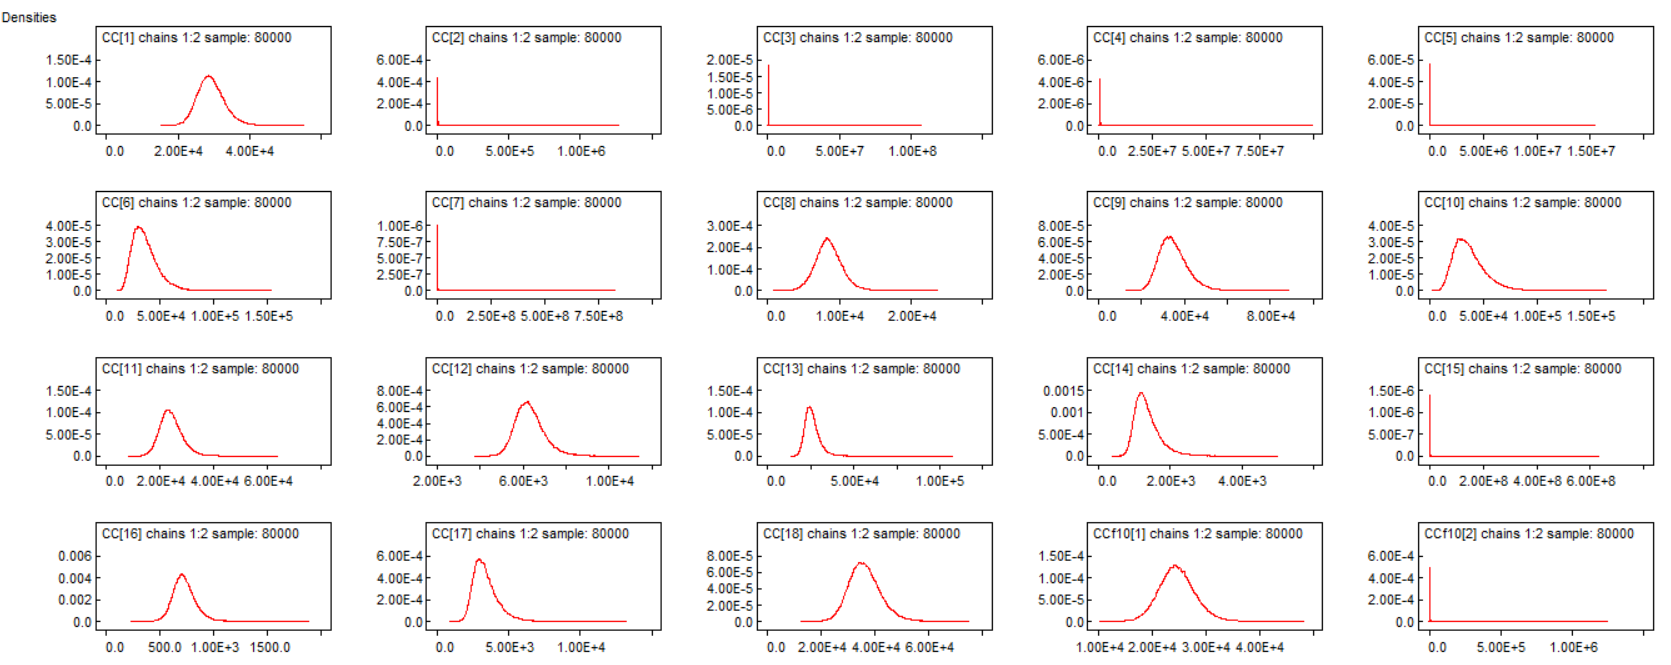 Densities
CC[1] chains 1:2 sample: 80000
1.50E-4
1.00E-4
5.00E-5
0.0
0.0 2.00E+4 4.00E+4
CC[2] chains 1:2 sample: 80000
6.00E-4
4.00E-4
2.00E-4
0.0
0.0 5.00E+5 1.00E+6
CC[3] chains 1:2 sample: 80000
2.00E-5
1.50E-5
1.00E-5
5.00E-6
0.0
0.0 5.00E+7 1.00E+8
CC[4] chains 1:2 sample: 80000
6.00E-6
4.00E-6
2.00E-6
0.0
0.0 2.50E+7 5.00E+7 7.50E+7
CC[5] chains 1:2 sample: 80000
6.00E-5
4.00E-5
2.00E-5
0.0
0.0 5.00E+6 1.00E+7 1.50E+7
CC[6] chains 1:2 sample: 80000
4.00E-5
3.00E-5
2.00E-5
1.00E-5
0.0
0.0 5.00E+4 1.00E+5 1.50E+5
CC[7] chains 1:2 sample: 80000
1.00E-6
7.50E-7
5.00E-7
2.50E-7
0.0
0.0 2.50E+8 5.00E+8 7.50E+8
CC[8] chains 1:2 sample: 80000
3.00E-4
2.00E-4
1.00E-4
0.0
0.0 1.00E+4 2.00E+4
CC[9] chains 1:2 sample: 80000
8.00E-5
6.00E-5
4.00E-5
2.00E-5
0.0
0.0 4.00E+4 8.00E+4
CC[10] chains 1:2 sample: 80000
4.00E-5
3.00E-5
2.00E-5
1.00E-5
0.0
0.0 5.00E+4 1.00E+5 1.50E+5
CC[11] chains 1:2 sample: 80000
1.50E-4
1.00E-4
5.00E-5
0.0
0.0 2.00E+4 4.00E+4 6.00E+4
CC[12] chains 1:2 sample: 80000
8.00E-4
6.00E-4
4.00E-4
2.00E-4
0.0
2.00E+3 6.00E+3 1.00E+4
CC[13] chains 1:2 sample: 80000
1.50E-4
1.00E-4
5.00E-5
0.0
0.0 5.00E+4 1.00E+5
CC[14] chains 1:2 sample: 80000
0.0015
0.001
5.00E-4
0.0
0.0 2.00E+3 4.00E+3
CC[15] chains 1:2 sample: 80000
1.50E-6
1.00E-6
5.00E-7
0.0
0.0 2.00E+8 4.00E+8 6.00E+8
CC[16] chains 1:2 sample: 80000
0.006
0.004
0.002
0.0
0.0 500.0 1.00E+3 1500.0
CC[17] chains 1:2 sample: 80000
6.00E-4
4.00E-4
2.00E-4
0.0
0.0 5.00E+3 1.00E+4
CC[18] chains 1:2 sample: 80000
8.00E-5
6.00E-5
4.00E-5
2.00E-5
0.0
0.0 2.00E+4 4.00E+4 6.00E+4
CCf10[1] chains 1:2 sample: 80000
1.50E-4
1.00E-4
5.00E-5
0.0
1.00E+4 2.00E+4 3.00E+4 4.00E+4
CCf10[2] chains 1:2 sample: 80000
6.00E-4
4.00E-4
2.00E-4
0.0
0.0 5.00E+5 1.00E+6